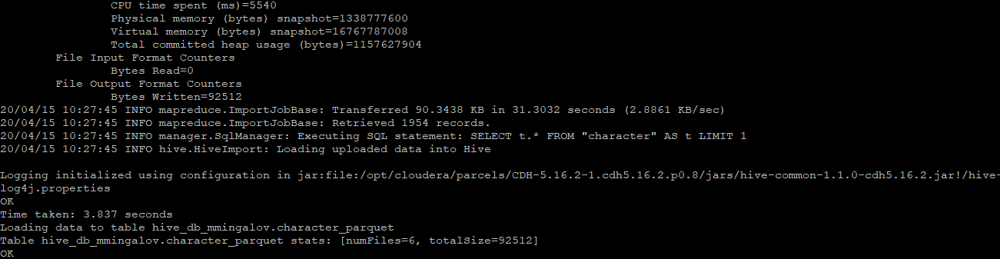 CPU time spent (ms)=5540
Physical memory (bytes) snapshot=1338777600
Virtual memory (bytes) snapshot=16767787008
Total committed heap usage (bytes)=1157627904
File Input Format Counters
Bytes Read=0
File Output Format Counters
Bytes Written=92512
20/04/15 10:27:45 INFO mapreduce.ImportJobBase: Transferred 90.3438 KB in 31.3032 seconds (2.8861 KB/sec)
20/04/15 10:27:45 INFO mapreduce.ImportJobBase: Retrieved 1954 records.
20/04/15 10:27:45 INFO manager.SqlManager: Executing SQL statement: SELECT t.* FROM "character" AS t LIMIT 1
20/04/15 10:27:45 INFO hive.HiveImport: Loading uploaded data into Hive
Logging initialized using configuration in jar:file:/opt/cloudera/parcels/CDH-5.16.2-1.cdh5.16.2.p0.8/jars/hive-common-1.1.0-cdh5.16.2.jar!/hive-
log4j.properties
OK
Time taken: 3.837 seconds
Loading data to table hive_db_mmingalov.character_parquet
Table hive_db_mmingalov.character_parquet stats: [numFiles=6, totalSize=92512]
OK